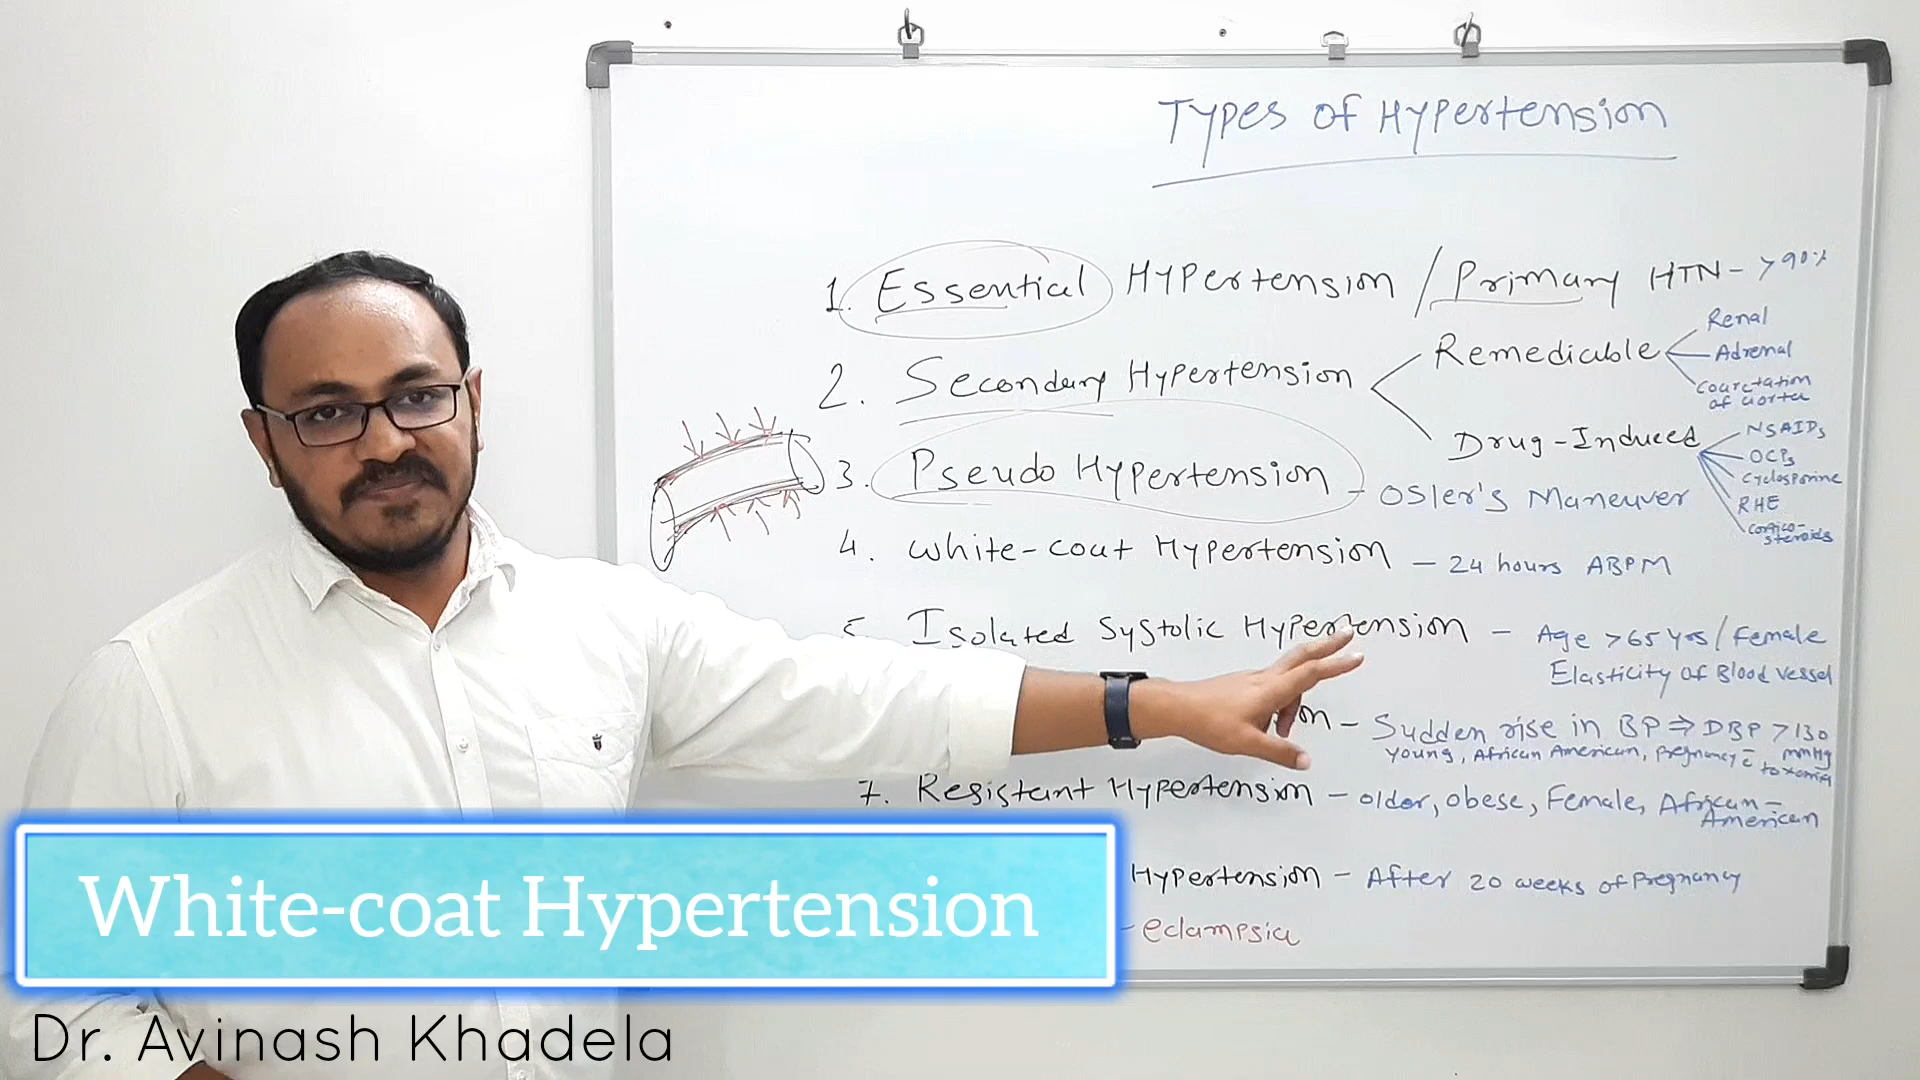 Types of Hypertension
1. Essential Hypertension / Primary HTN - >90%
2. Secondary Hypertension
Remediable
Renal
Adrenal
Coarctation
of aorta
Drug-Induced
NSAIDs
OCPs
Cyclosporine
RHE
Cortico-
steroids
3. Pseudo Hypertension - Osler's Maneuver
4. White-coat Hypertension - 24 hours ABPM
5. Isolated Systolic Hypertension - Age >65 yrs/Female
Elasticity of Blood Vessel
on - Sudden rise in BP ⇒ DBP >130
mmHg
young, African American, Pregnancy c̄
toxemia
7. Resistant Hypertension - older, obese, Female, African-
American
Hypertension - After 20 weeks of Pregnancy
- eclampsia
White-coat Hypertension
Dr. Avinash Khadela